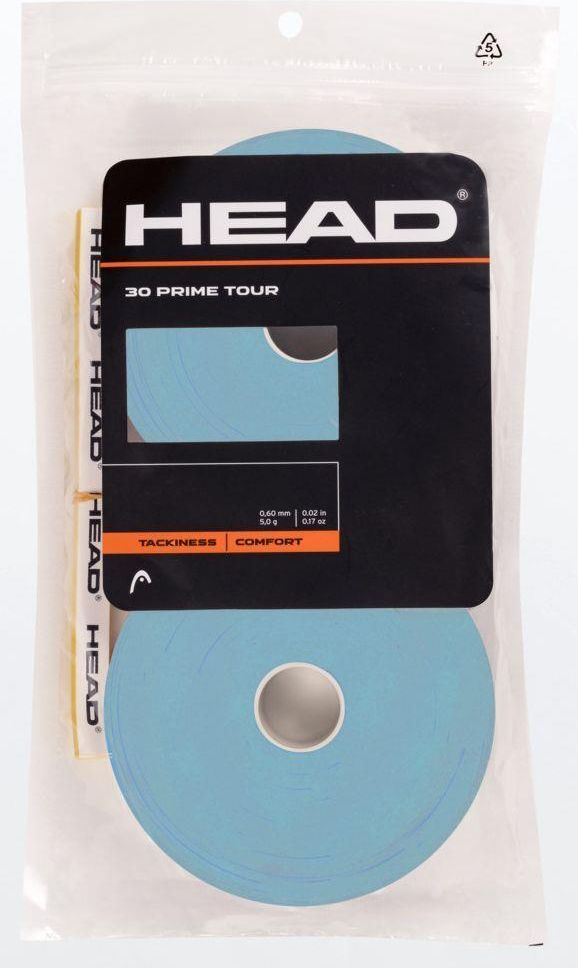 5
PP
HEAD®
30 PRIME TOUR
0,60 mm | 0.02 in
5,0 g | 0.17 oz
TACKINESS | COMFORT
HEAD®
HEAD
HEAD®
HEAD®